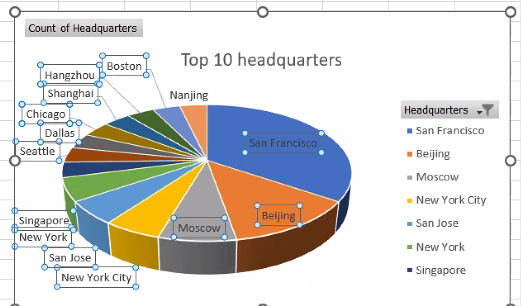 Count of Headquarters
Top 10 headquarters
Boston
Hangzhou
Nanjing
Shanghai
Chicago
Dallas
Seattle
San Francisco
Singapore
New York
San Jose
New York City
Moscow
Beijing
Headquarters
San Francisco
Beijing
Moscow
New York City
San Jose
New York
Singapore